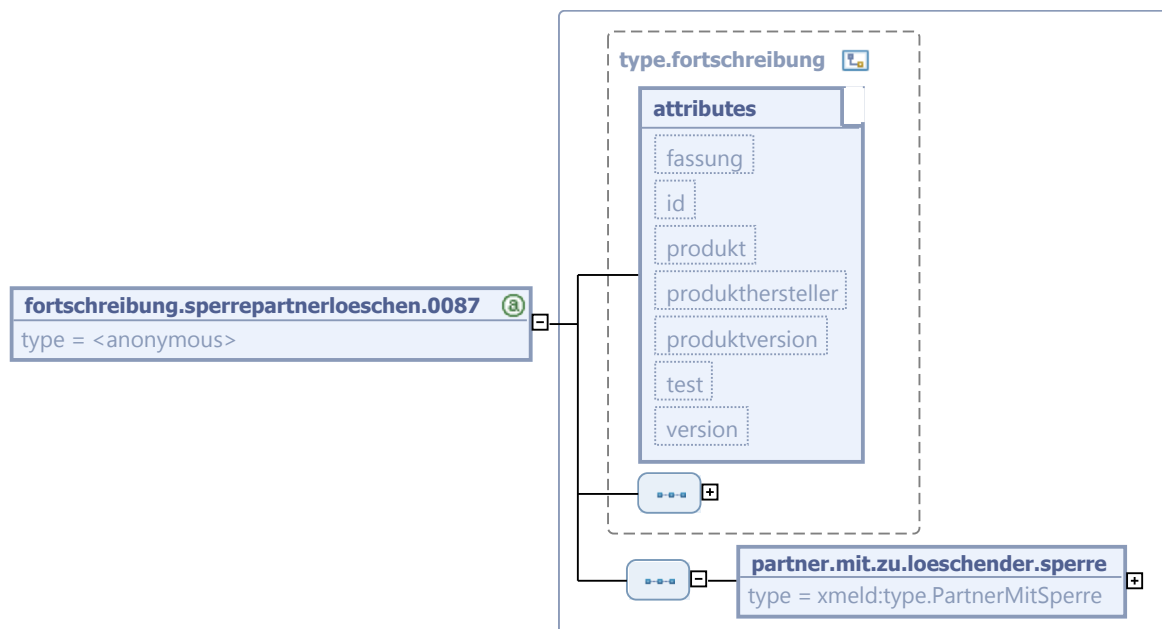 type.fortschreibung
attributes
fassung
id
produkt
produkthersteller
produktversion
test
version
fortschreibung.sperrepartnerloeschen.0087 a
type = <anonymous>
partner.mit.zu.loeschender.sperre
type = xmeld:type.PartnerMitSperre